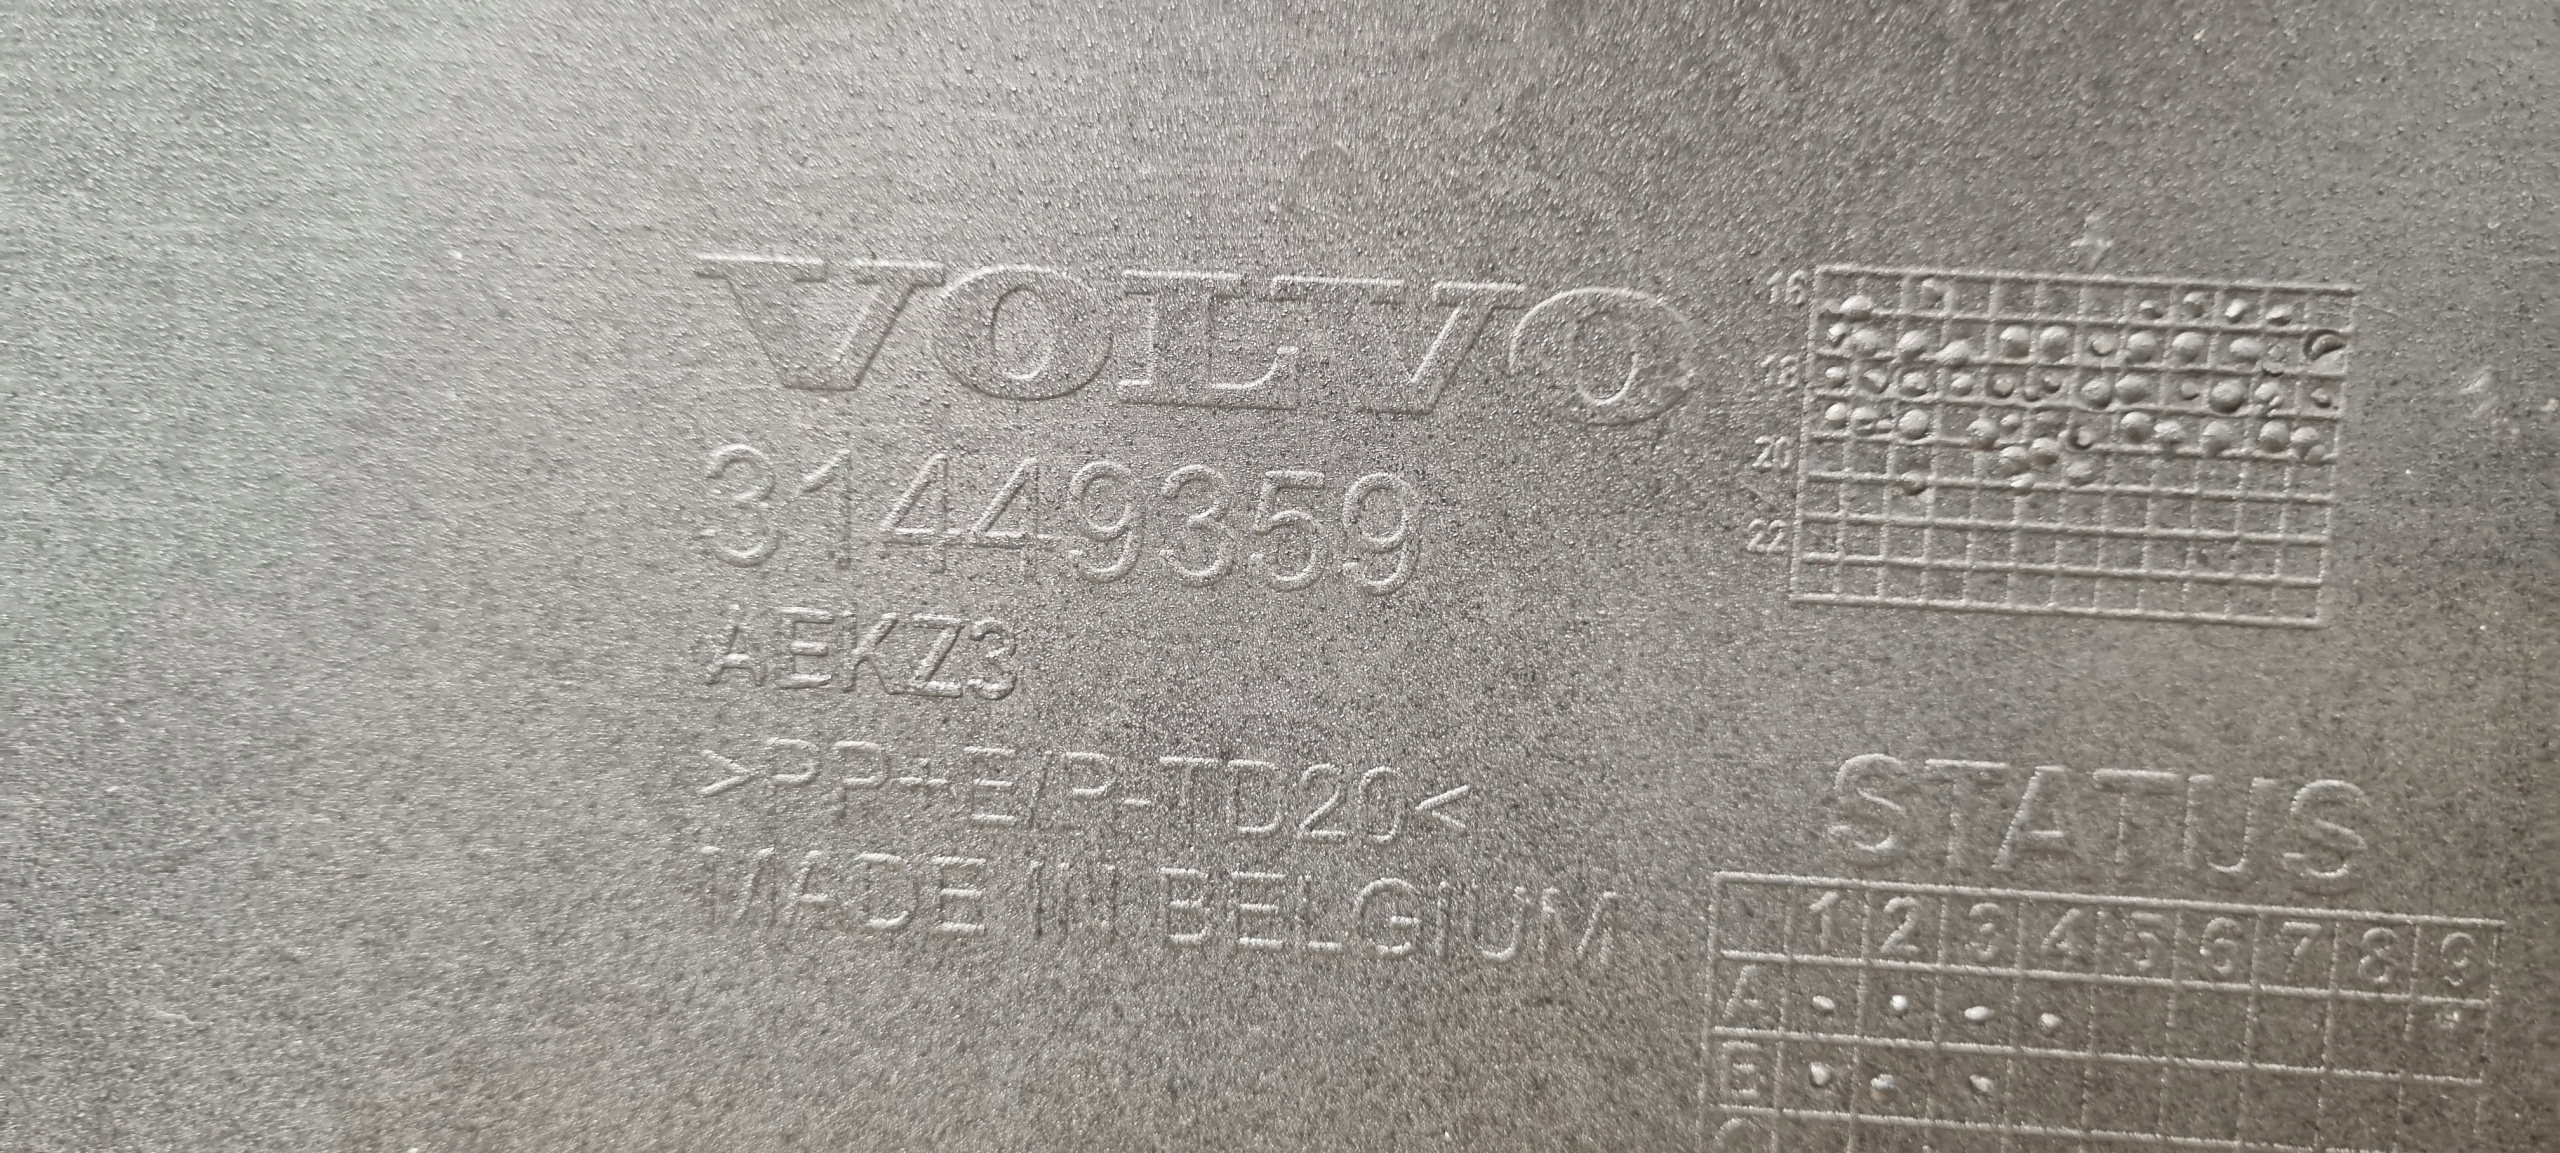 VOLVO
31449359
AEKZ3
>PP+E/P-TD20<
MADE IN BELGIUM
16
18
20
22
STATUS
1 2 3 4 5 6 7 8 9
A
B